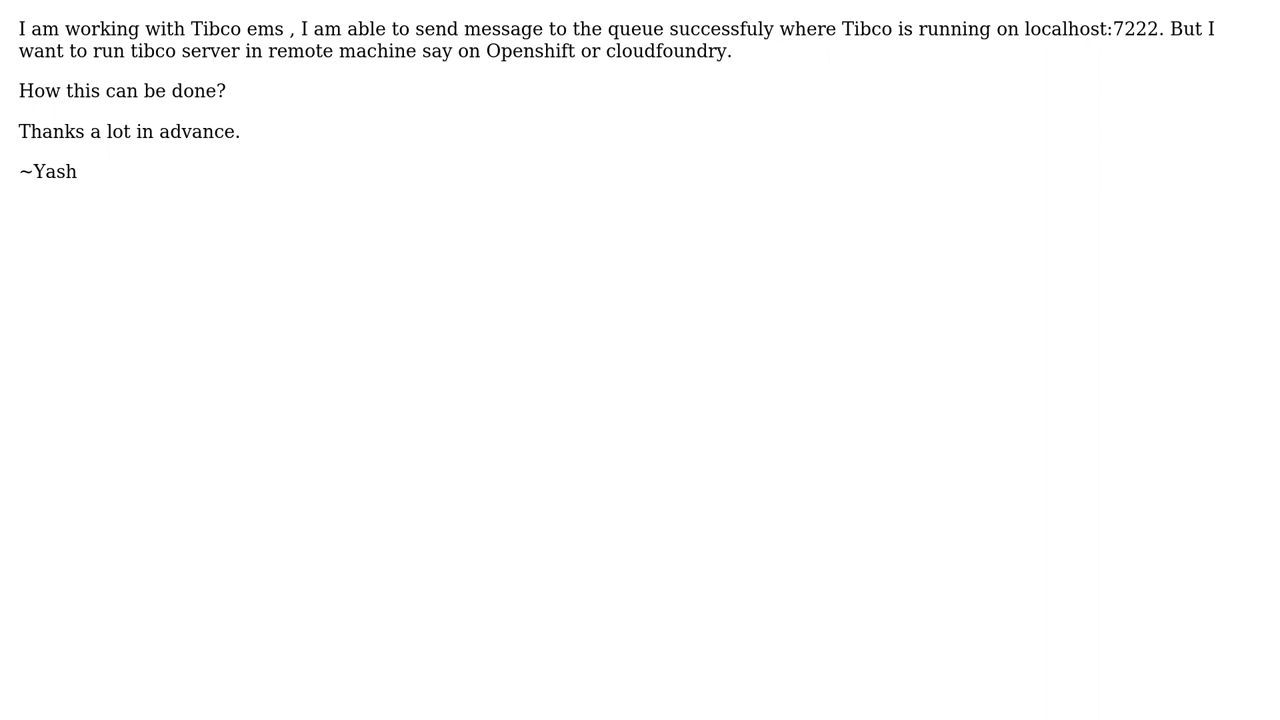 I am working with Tibco ems , I am able to send message to the queue successfuly where Tibco is running on localhost:7222. But I
want to run tibco server in remote machine say on Openshift or cloudfoundry.
How this can be done?
Thanks a lot in advance.
~Yash